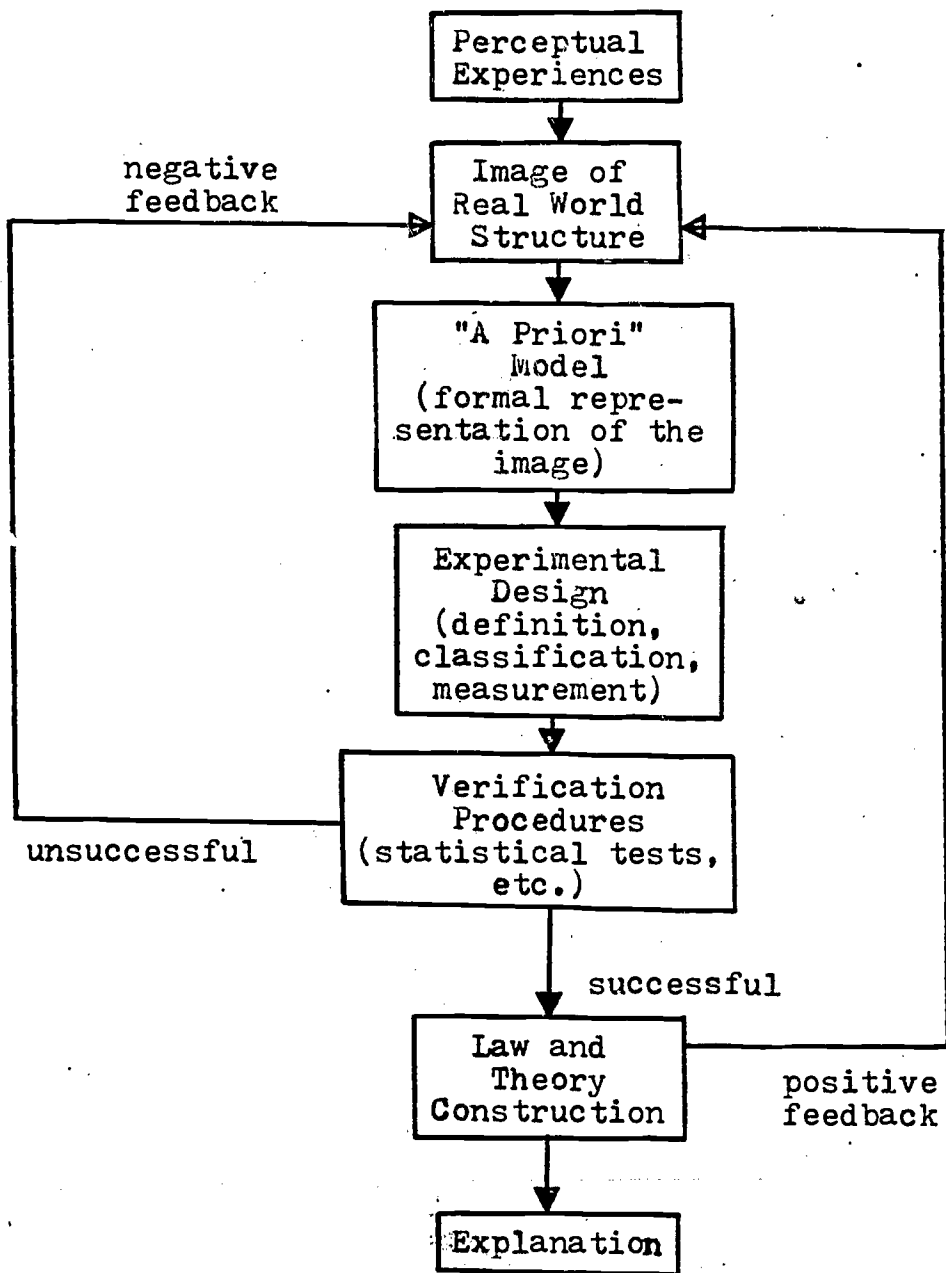 Perceptual
Experiences
negative
feedback
Image of
Real World
Structure
"A Priori"
Model
(formal repre-
sentation of the
image)
Experimental
Design
(definition,
classification,
measurement)
Verification
Procedures
(statistical tests,
etc.)
unsuccessful
successful
Law and
Theory
Construction
positive
feedback
Explanation